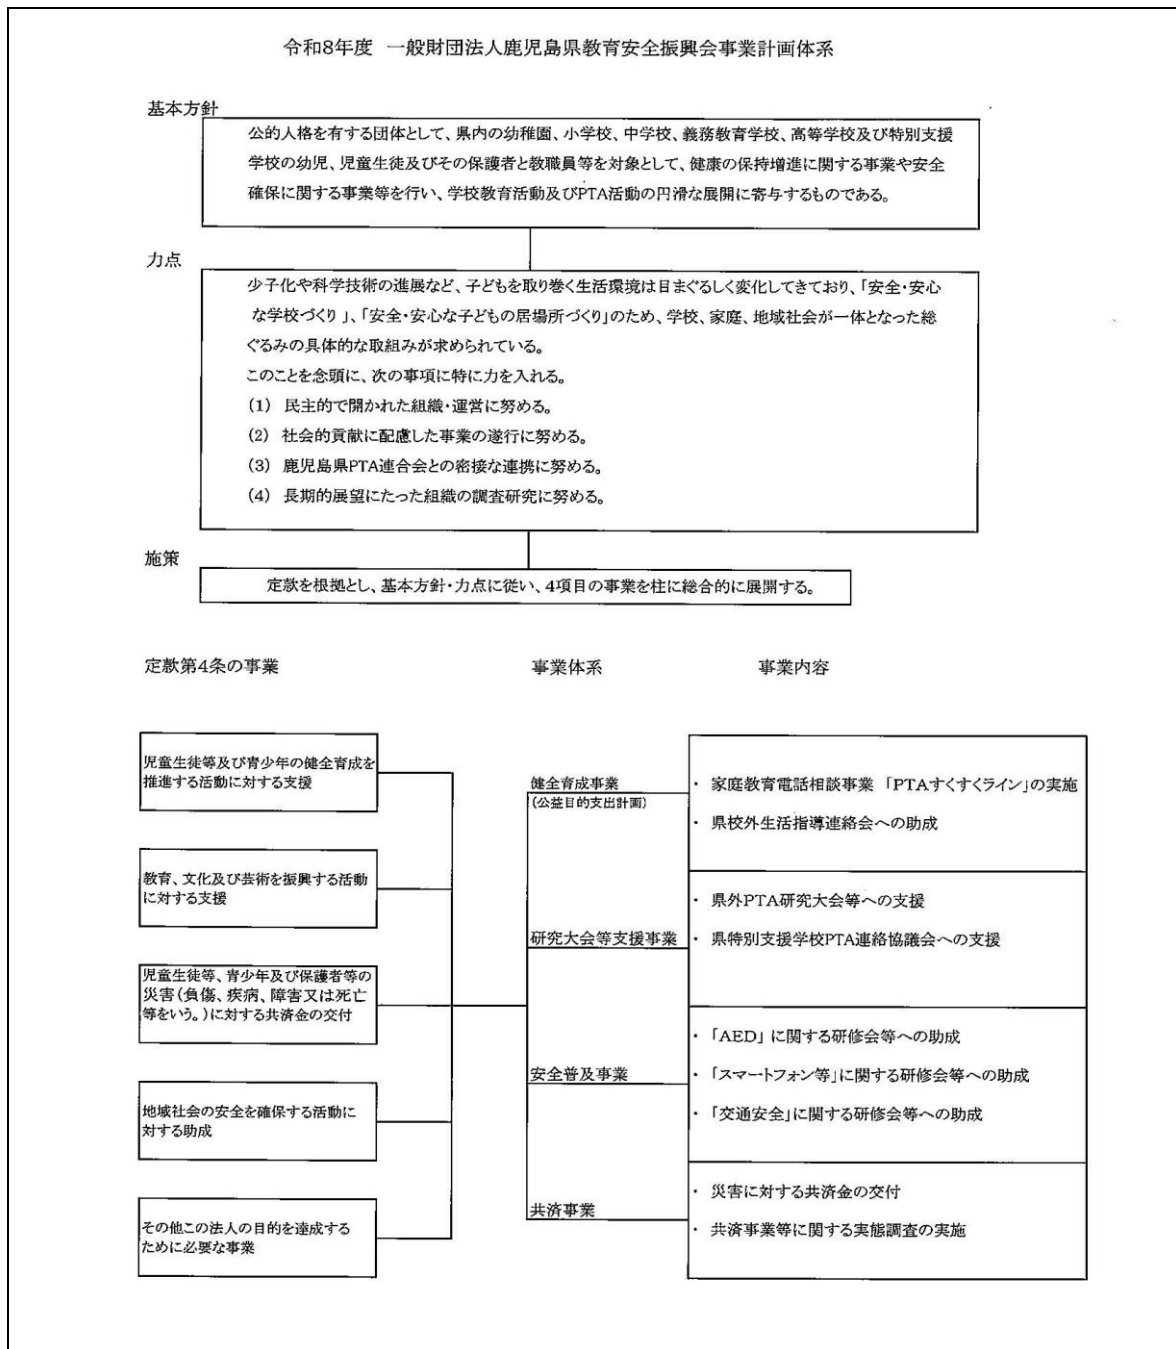 令和8年度 一般財団法人鹿児島県教育安全振興会事業計画体系
基本方針
公的人格を有する団体として、県内の幼稚園、小学校、中学校、義務教育学校、高等学校及び特別支援
学校の幼児、児童生徒及びその保護者と教職員等を対象として、健康の保持増進に関する事業や安全
確保に関する事業等を行い、学校教育活動及びPTA活動の円滑な展開に寄与するものである。
力点
少子化や科学技術の進展など、子どもを取り巻く生活環境は目まぐるしく変化してきており、「安全・安心
な学校づくり」、「安全・安心な子どもの居場所づくり」のため、学校、家庭、地域社会が一体となった総
ぐるみの具体的な取組みが求められている。
このことを念頭に、次の事項に特に力を入れる。
(1) 民主的で開かれた組織・運営に努める。
(2) 社会的貢献に配慮した事業の遂行に努める。
(3) 鹿児島県PTA連合会との密接な連携に努める。
(4) 長期的展望にたった組織の調査研究に努める。
施策
定款を根拠とし、基本方針・力点に従い、4項目の事業を柱に総合的に展開する。
定款第4条の事業
児童生徒等及び青少年の健全育成を
推進する活動に対する支援
教育、文化及び芸術を振興する活動
に対する支援
児童生徒等、青少年及び保護者等の
災害(負傷、疾病、障害又は死亡
等をいう。)に対する共済金の交付
地域社会の安全を確保する活動に
対する助成
その他この法人の目的を達成する
ために必要な事業
事業体系
健全育成事業
(公益目的支出計画)
研究大会等支援事業
安全普及事業
共済事業
事業内容
・ 家庭教育電話相談事業 「PTAすくすくライン」の実施
・ 県校外生活指導連絡会への助成
・ 県外PTA研究大会等への支援
・ 県特別支援学校PTA連絡協議会への支援
・ 「AED」に関する研修会等への助成
・ 「スマートフォン等」に関する研修会等への助成
・ 「交通安全」に関する研修会等への助成
・ 災害に対する共済金の交付
・ 共済事業等に関する実態調査の実施